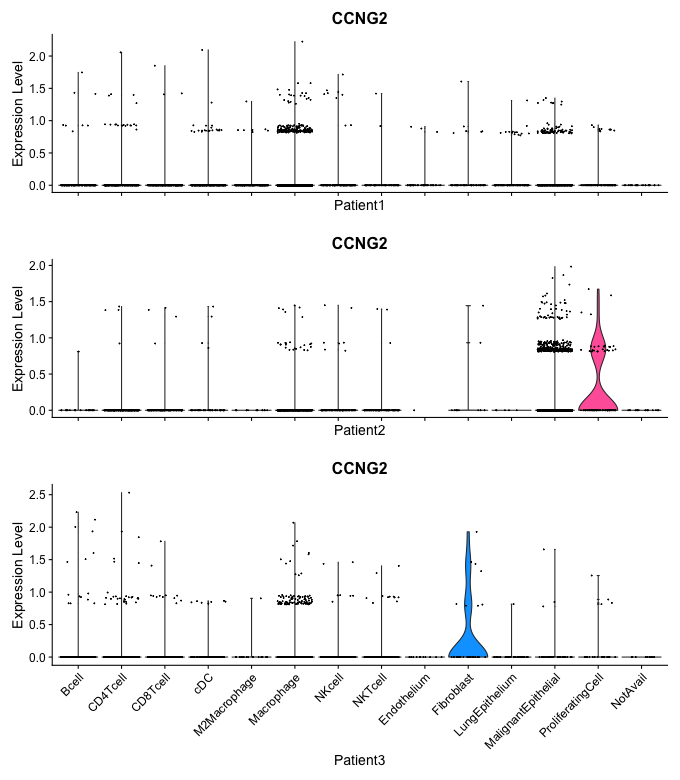 CCNG2
Expression Level
2.0
1.5
1.0
0.5
0.0
Patient1
CCNG2
Expression Level
2.0
1.5
1.0
0.5
0.0
Patient2
CCNG2
Expression Level
2.5
2.0
1.5
1.0
0.5
0.0
Bcell
CD4Tcell
CD8Tcell
cDC
M2Macrophage
Macrophage
NKcell
NKTcell
Endothelium
Fibroblast
LungEpithelium
MalignantEpithelial
ProliferatingCell
NotAvail
Patient3